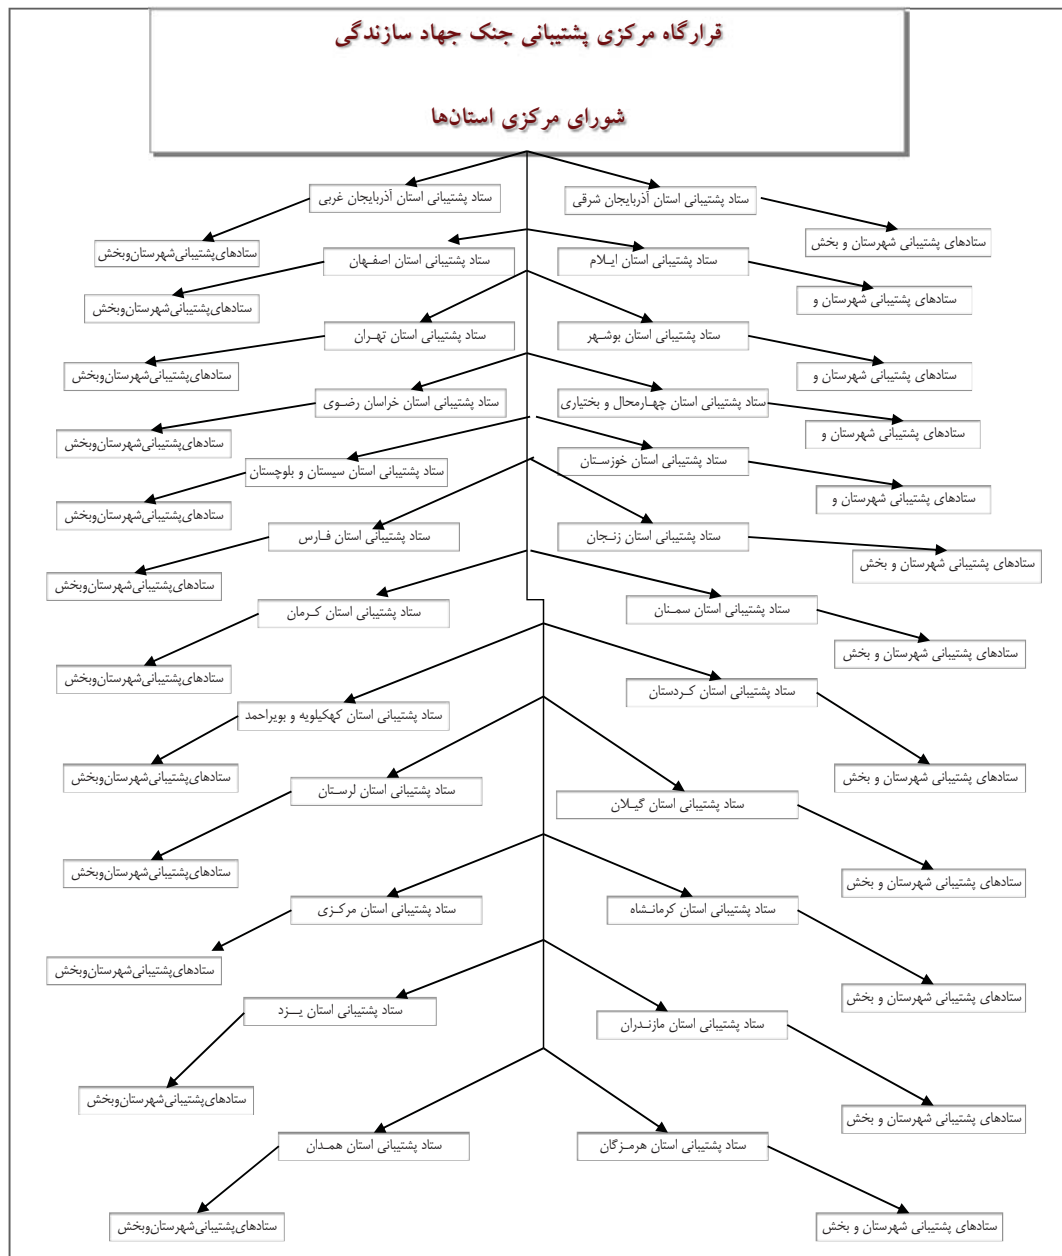 قرارگاه مرکزی پشتیبانی جنک جهاد سازندگی
شورای مرکزی استان‌ها
ستاد پشتیبانی استان آذربایجان شرقی
ستاد پشتیبانی استان آذربایجان غربی
ستادهای پشتیبانی شهرستان و بخش
ستادهای‌پشتیبانی‌شهرستان‌وبخش
ستاد پشتیبانی استان ایـلام
ستاد پشتیبانی استان اصفـهان
ستادهای پشتیبانی شهرستان و
ستادهای‌پشتیبانی‌شهرستان‌وبخش
ستاد پشتیبانی استان بوشـهر
ستاد پشتیبانی استان تهـران
ستادهای پشتیبانی شهرستان و
ستادهای‌پشتیبانی‌شهرستان‌وبخش
ستاد پشتیبانی استان چهـارمحال و بختیاری
ستاد پشتیبانی استان خراسان رضـوی
ستادهای پشتیبانی شهرستان و
ستادهای‌پشتیبانی‌شهرستان‌وبخش
ستاد پشتیبانی استان خوزسـتان
ستاد پشتیبانی استان سیستان و بلوچستان
ستادهای پشتیبانی شهرستان و
ستادهای‌پشتیبانی‌شهرستان‌وبخش
ستاد پشتیبانی استان زنـجان
ستاد پشتیبانی استان فـارس
ستادهای پشتیبانی شهرستان و بخش
ستادهای‌پشتیبانی‌شهرستان‌وبخش
ستاد پشتیبانی استان سمـنان
ستاد پشتیبانی استان کـرمان
ستادهای پشتیبانی شهرستان و بخش
ستادهای‌پشتیبانی‌شهرستان‌وبخش
ستاد پشتیبانی استان کـردستان
ستاد پشتیبانی استان کهکیلویه و بویراحمد
ستادهای پشتیبانی شهرستان و بخش
ستادهای‌پشتیبانی‌شهرستان‌وبخش
ستاد پشتیبانی استان گیـلان
ستاد پشتیبانی استان لرسـتان
ستادهای پشتیبانی شهرستان و بخش
ستادهای‌پشتیبانی‌شهرستان‌وبخش
ستاد پشتیبانی استان کرمانـشاه
ستاد پشتیبانی استان مرکـزی
ستادهای پشتیبانی شهرستان و بخش
ستادهای‌پشتیبانی‌شهرستان‌وبخش
ستاد پشتیبانی استان مازنـدران
ستاد پشتیبانی استان یــزد
ستادهای پشتیبانی شهرستان و بخش
ستادهای‌پشتیبانی‌شهرستان‌وبخش
ستاد پشتیبانی استان هرمـزگان
ستاد پشتیبانی استان همـدان
ستادهای پشتیبانی شهرستان و بخش
ستادهای‌پشتیبانی‌شهرستان‌وبخش